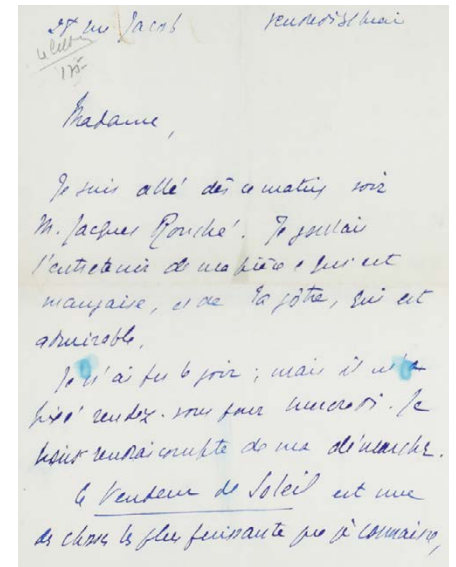 rue Jacob
vendredi mai
175-
Madame,
Je suis allé dès ce matin voir
M. Jacques Rouché. Je voulais
l'entretenir de ma pièce, qui est
mauvaise, et de la vôtre, qui est
admirable.
Je n'ai pu le voir ; mais il m'a
fixé rendez-vous pour mercredi. Je
vous rendrai compte de ma démarche.
Le Vendeur de Soleil est une
des choses les plus puissante que je connaisse,